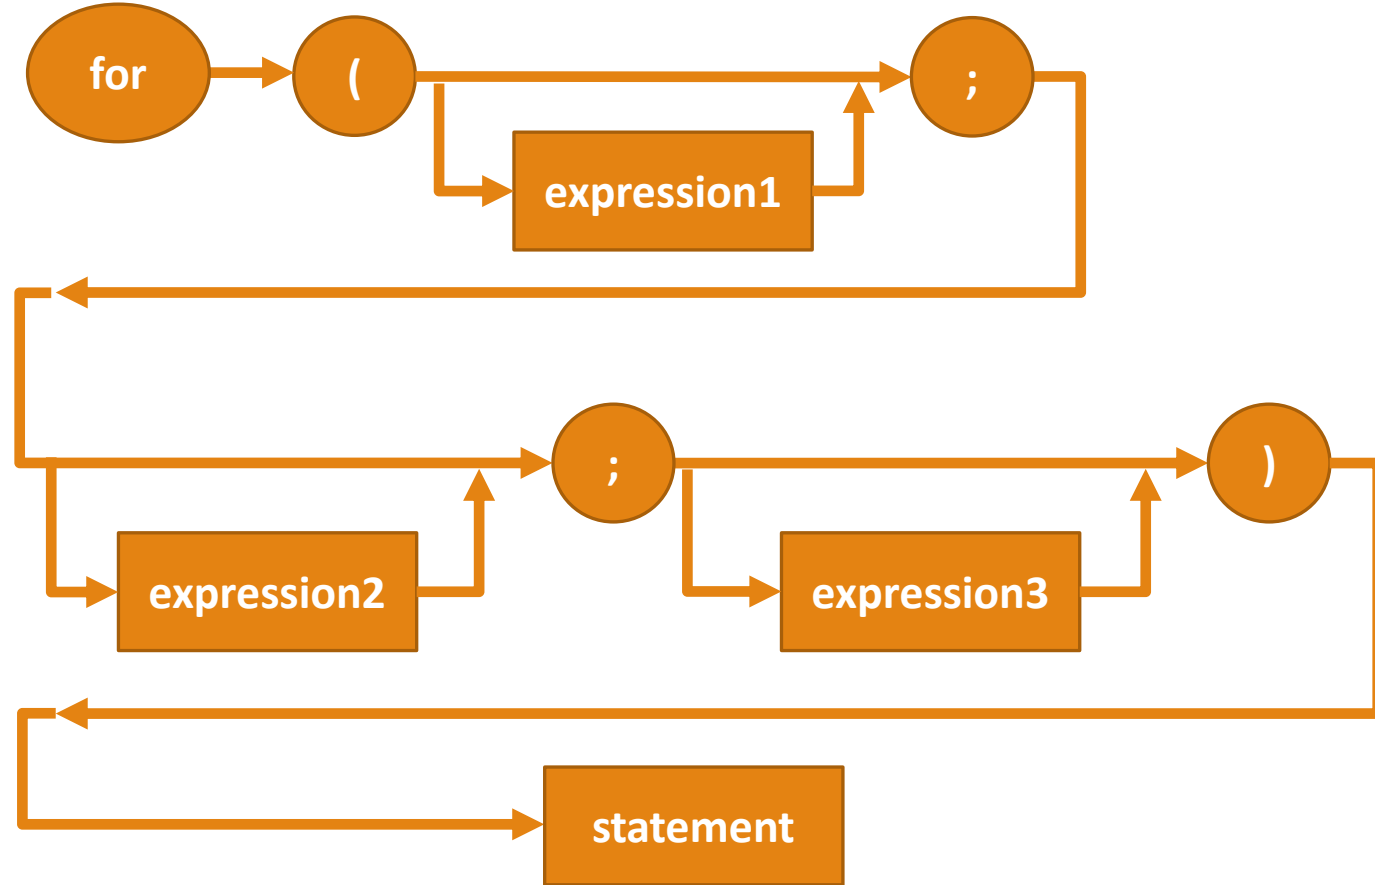 for ( ;
expression1
; )
expression2 expression3
statement